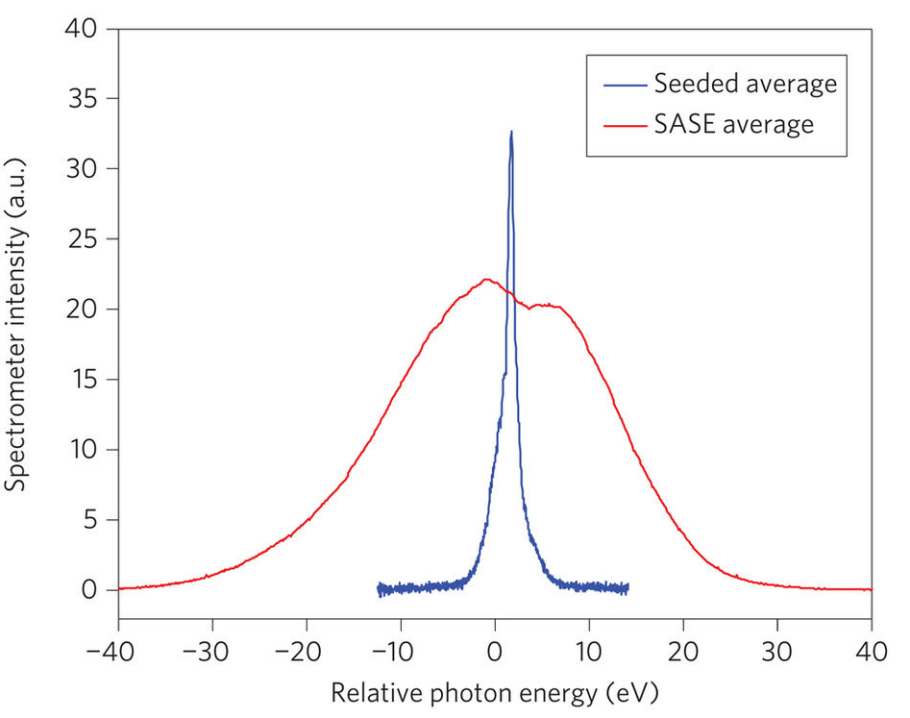 Spectrometer intensity (a.u.)
40
35
30
25
20
15
10
5
0
Seeded average
SASE average
−40 −30 −20 −10 0 10 20 30 40
Relative photon energy (eV)